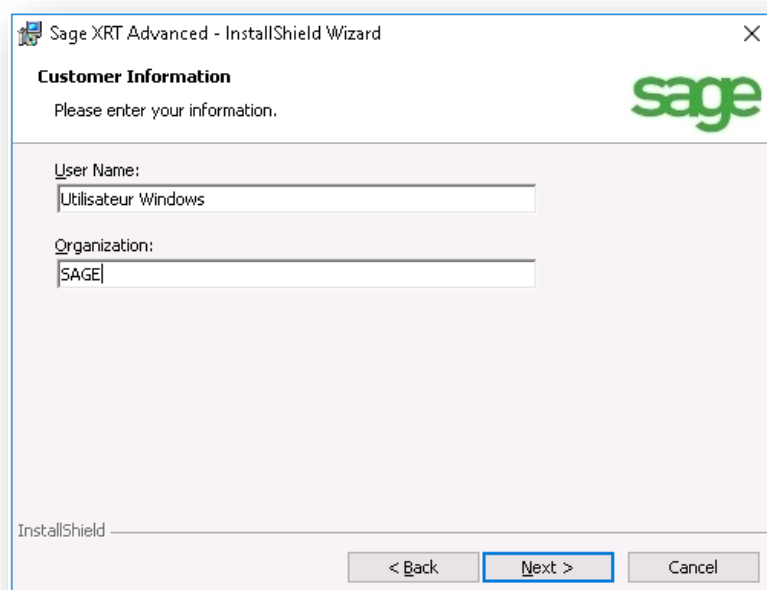 Sage XRT Advanced - InstallShield Wizard
Customer Information
Please enter your information.
sage
User Name:
Utilisateur Windows
Organization:
SAGE
InstallShield
< Back Next > Cancel